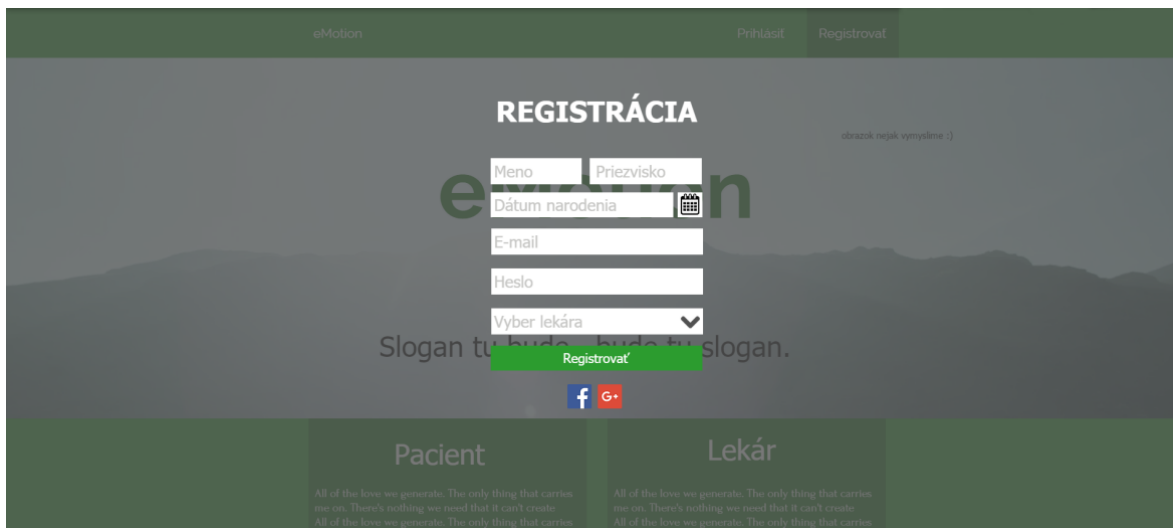 eMotion Prihlásiť Registrovať
REGISTRÁCIA
obrazok nejak vymyslime :)
Meno Priezvisko
eMotion
Dátum narodenia
E-mail
Heslo
Vyber lekára
Slogan tu bude , bude tu slogan.
Registrovať
f G+
Pacient Lekár
All of the love we generate. The only thing that carries
me on. There's nothing we need that it can't create
All of the love we generate. The only thing that carries
All of the love we generate. The only thing that carries
me on. There's nothing we need that it can't create
All of the love we generate. The only thing that carries